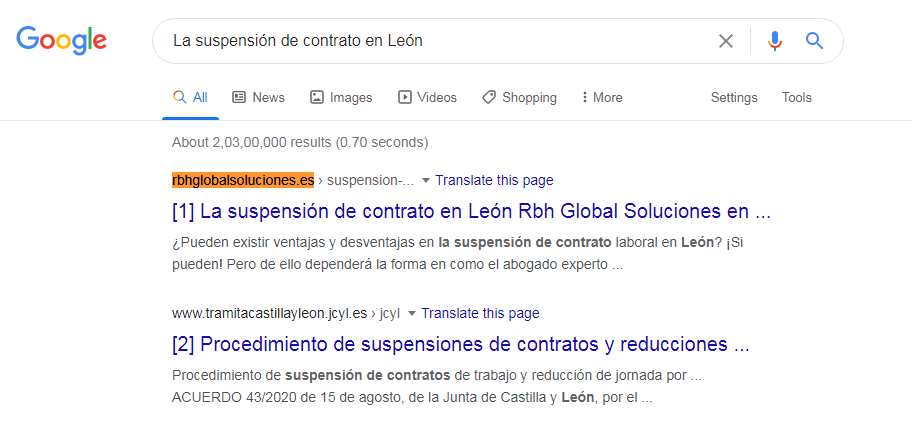 Google
La suspensión de contrato en León
All News Images Videos Shopping More Settings Tools
About 2,03,00,000 results (0.70 seconds)
rbhglobalsoluciones.es › suspension-... Translate this page
[1] La suspensión de contrato en León Rbh Global Soluciones en ...
¿Pueden existir ventajas y desventajas en la suspensión de contrato laboral en León? ¡Si
pueden! Pero de ello dependerá la forma en como el abogado experto ...
www.tramitacastillayleon.jcyl.es › jcyl Translate this page
[2] Procedimiento de suspensiones de contratos y reducciones ...
Procedimiento de suspensión de contratos de trabajo y reducción de jornada por ...
ACUERDO 43/2020 de 15 de agosto, de la Junta de Castilla y León, por el ...